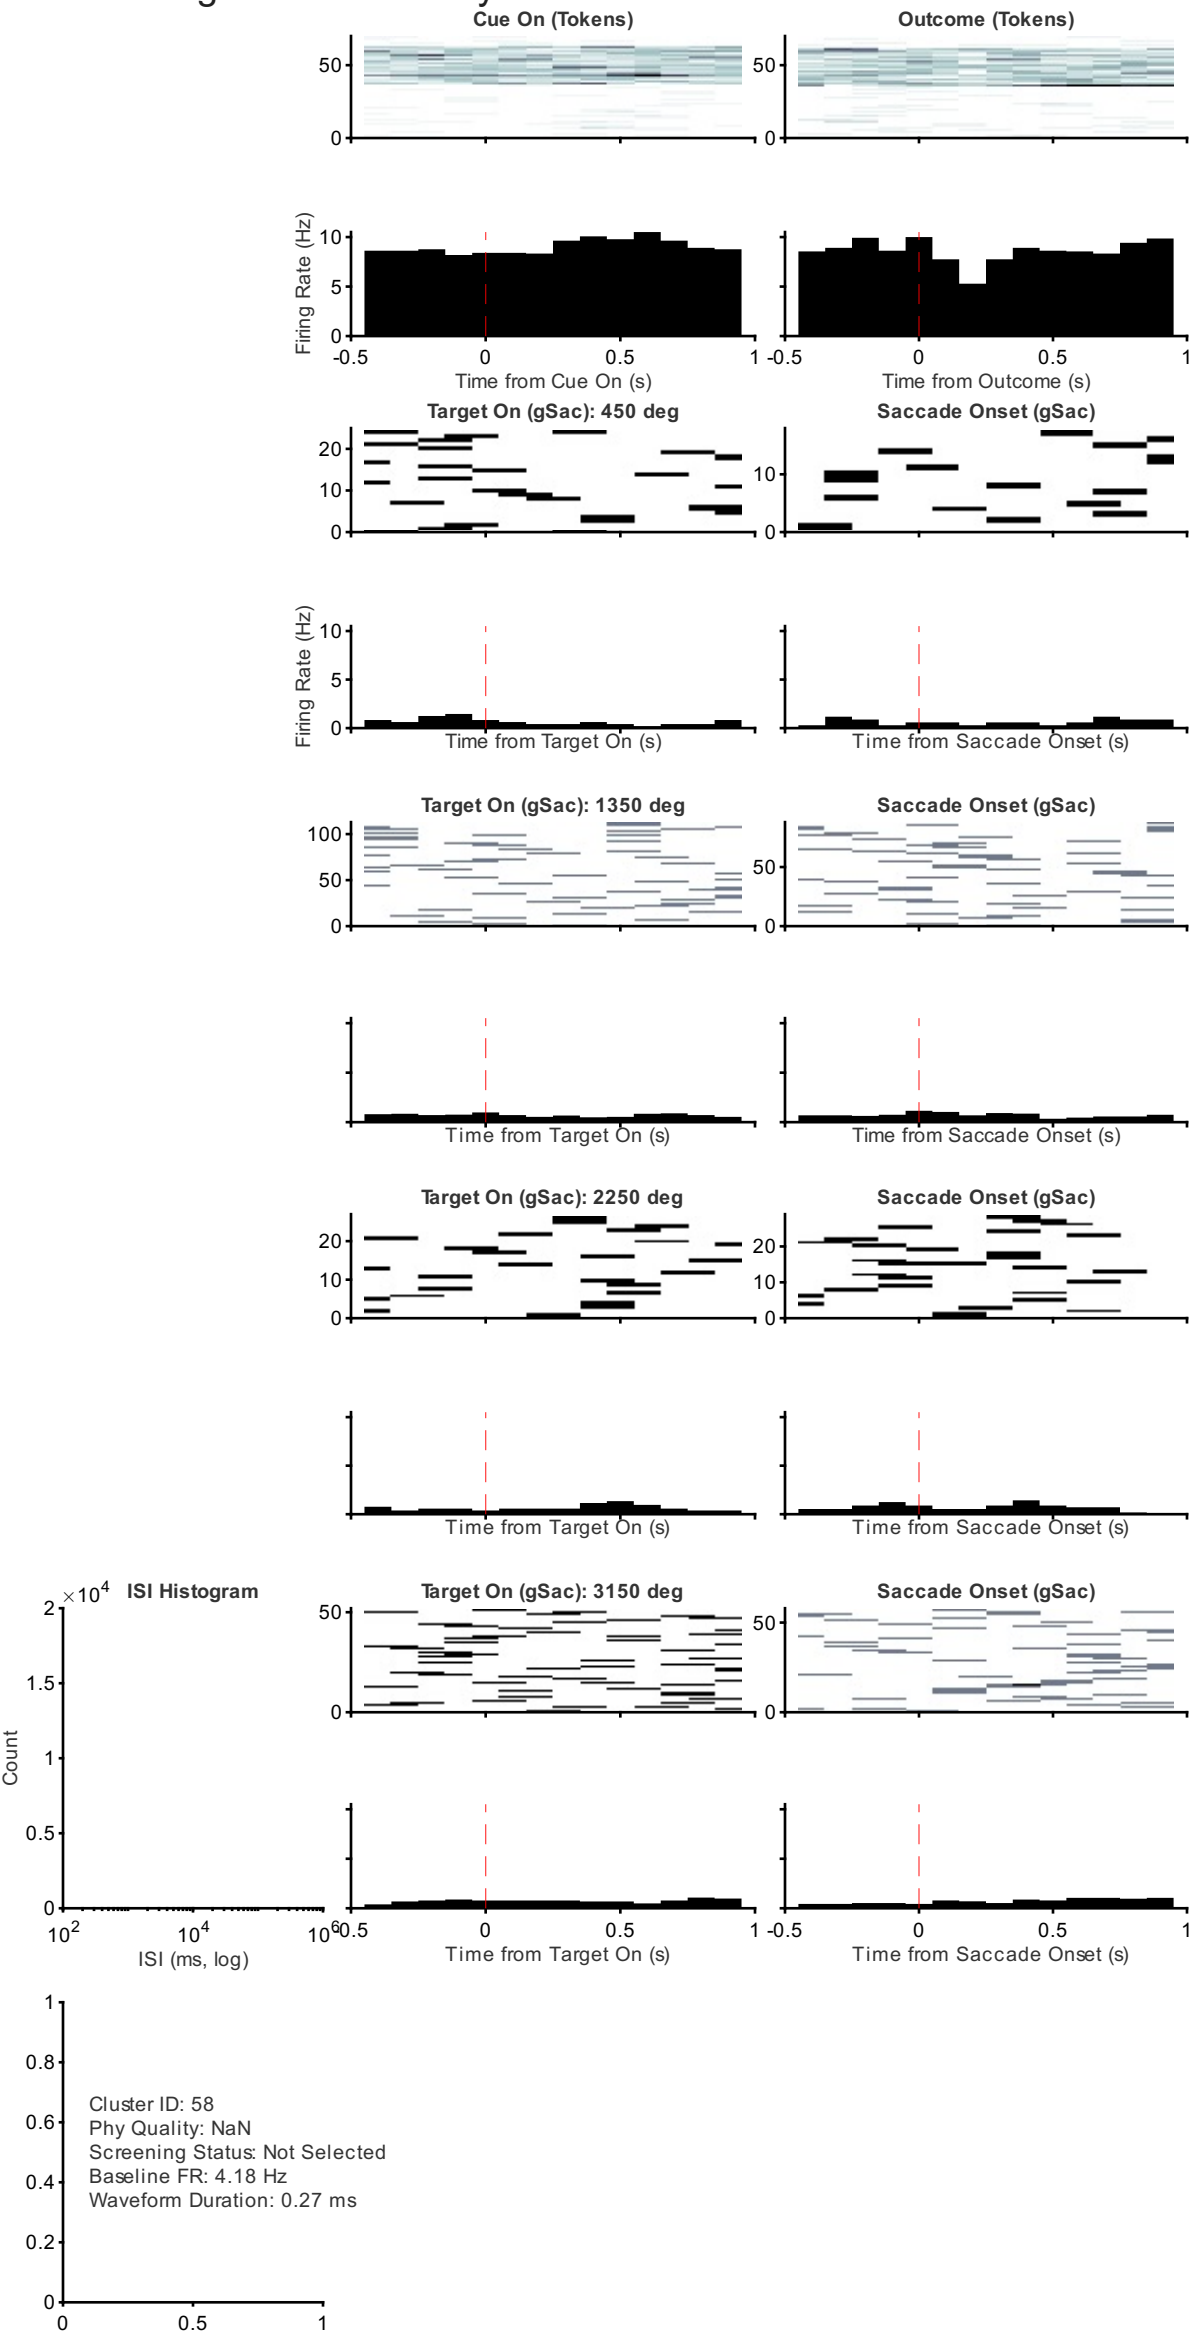 Cue On (Tokens)
Outcome (Tokens)
50
0
50
0
Firing Rate (Hz)
10
5
0
-0.5 0 0.5 1
-0.5 0 0.5 1
Time from Cue On (s)
Time from Outcome (s)
Target On (gSac): 450 deg
Saccade Onset (gSac)
20
10
0
10
0
Firing Rate (Hz)
10
5
0
Time from Target On (s)
Time from Saccade Onset (s)
Target On (gSac): 1350 deg
Saccade Onset (gSac)
100
50
0
50
0
Time from Target On (s)
Time from Saccade Onset (s)
Target On (gSac): 2250 deg
Saccade Onset (gSac)
20
10
0
20
10
0
Time from Target On (s)
Time from Saccade Onset (s)
×10⁴ ISI Histogram
Target On (gSac): 3150 deg
Saccade Onset (gSac)
2
1.5
1
0.5
0
Count
10² 10⁴ 10⁶
ISI (ms, log)
50
0
50
0
-0.5 0 0.5 1
-0.5 0 0.5 1
Time from Target On (s)
Time from Saccade Onset (s)
1
0.8
0.6
0.4
0.2
0
Cluster ID: 58
Phy Quality: NaN
Screening Status: Not Selected
Baseline FR: 4.18 Hz
Waveform Duration: 0.27 ms
0 0.5 1